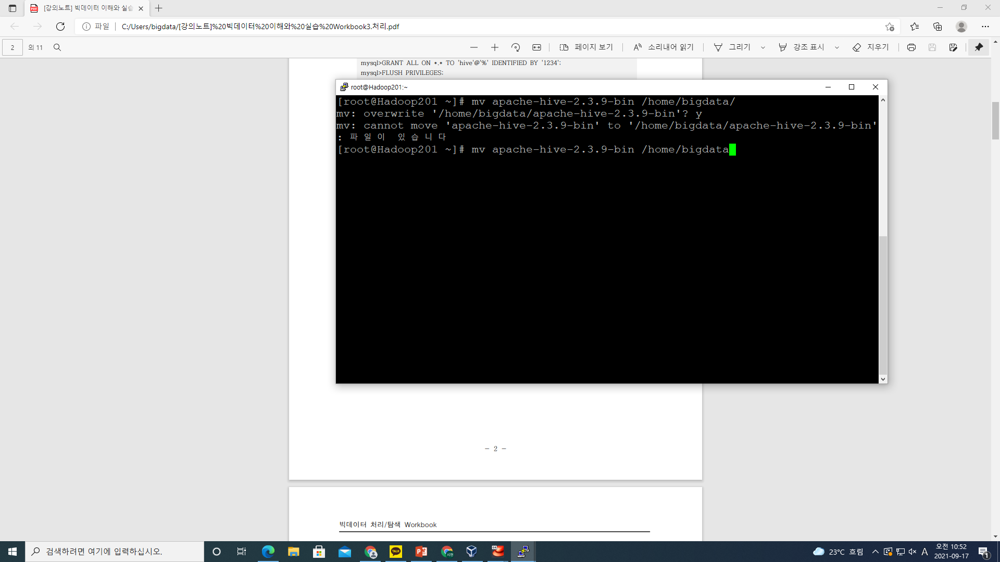 [강의노트] 빅데이터 이해와 실습
파일
C:/Users/bigdata/[강의노트]%20빅데이터%20이해와%20실습%20Workbook3.처리.pdf
2 의 11
페이지 보기
소리내어 읽기
그리기
강조 표시
지우기
mysql>GRANT ALL ON *.* TO 'hive'@'%' IDENTIFIED BY '1234';
mysql>FLUSH PRIVILEGES;
root@Hadoop201:~
[root@Hadoop201 ~]# mv apache-hive-2.3.9-bin /home/bigdata/
mv: overwrite '/home/bigdata/apache-hive-2.3.9-bin'? y
mv: cannot move 'apache-hive-2.3.9-bin' to '/home/bigdata/apache-hive-2.3.9-bin'
: 파일이 있습니다
[root@Hadoop201 ~]# mv apache-hive-2.3.9-bin /home/bigdata
- 2 -
빅데이터 처리/탐색 Workbook
검색하려면 여기에 입력하십시오.
TALK
시현
64
23°C 흐림
A
오전 10:52
2021-09-17
1